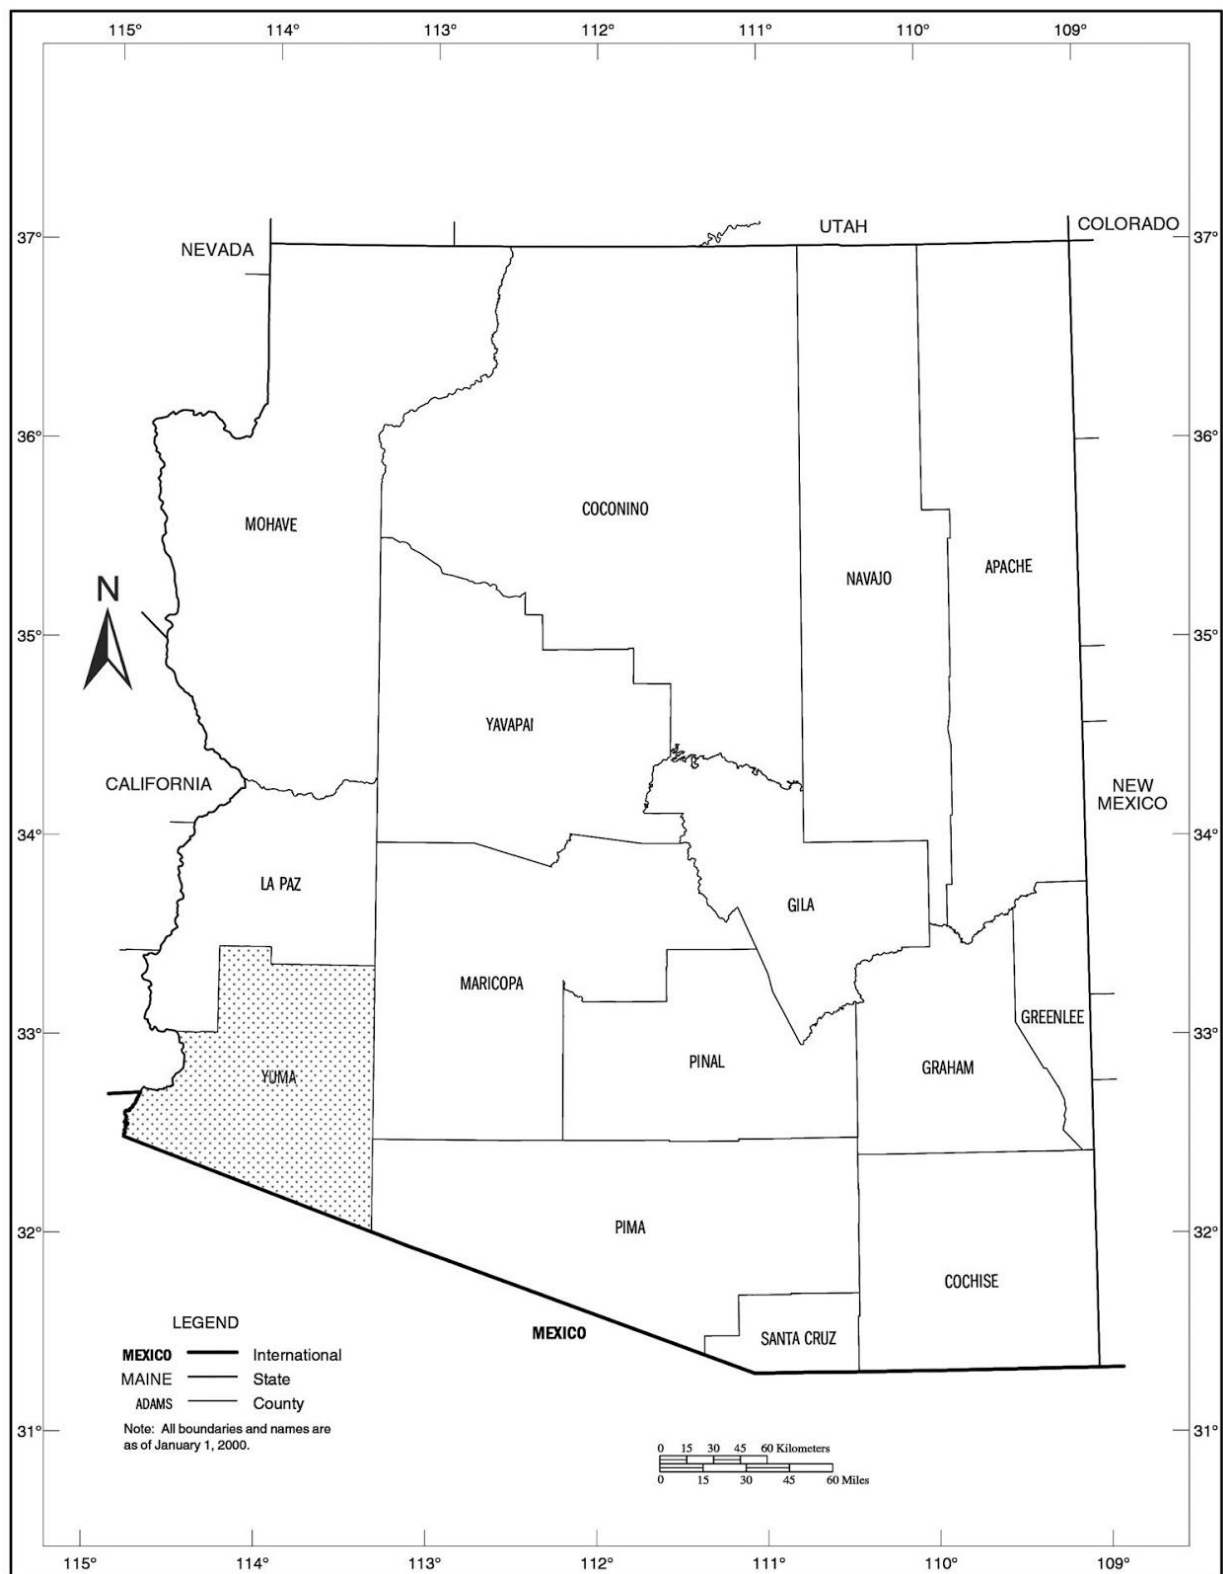 115° 114° 113° 112° 111° 110° 109°
UTAH
COLORADO
37°
37°
NEVADA
36°
36°
COCONINO
MOHAVE
APACHE
NAVAJO
N
35°
35°
YAVAPAI
CALIFORNIA
NEW
MEXICO
34°
34°
LA PAZ
GILA
MARICOPA
GREENLEE
33°
33°
PINAL
GRAHAM
YUMA
32°
32°
PIMA
COCHISE
LEGEND
MEXICO
SANTA CRUZ
MEXICO International
MAINE State
ADAMS County
Note: All boundaries and names are
as of January 1, 2000.
31°
31°
0 15 30 45 60 Kilometers
0 15 30 45 60 Miles
115° 114° 113° 112° 111° 110° 109°